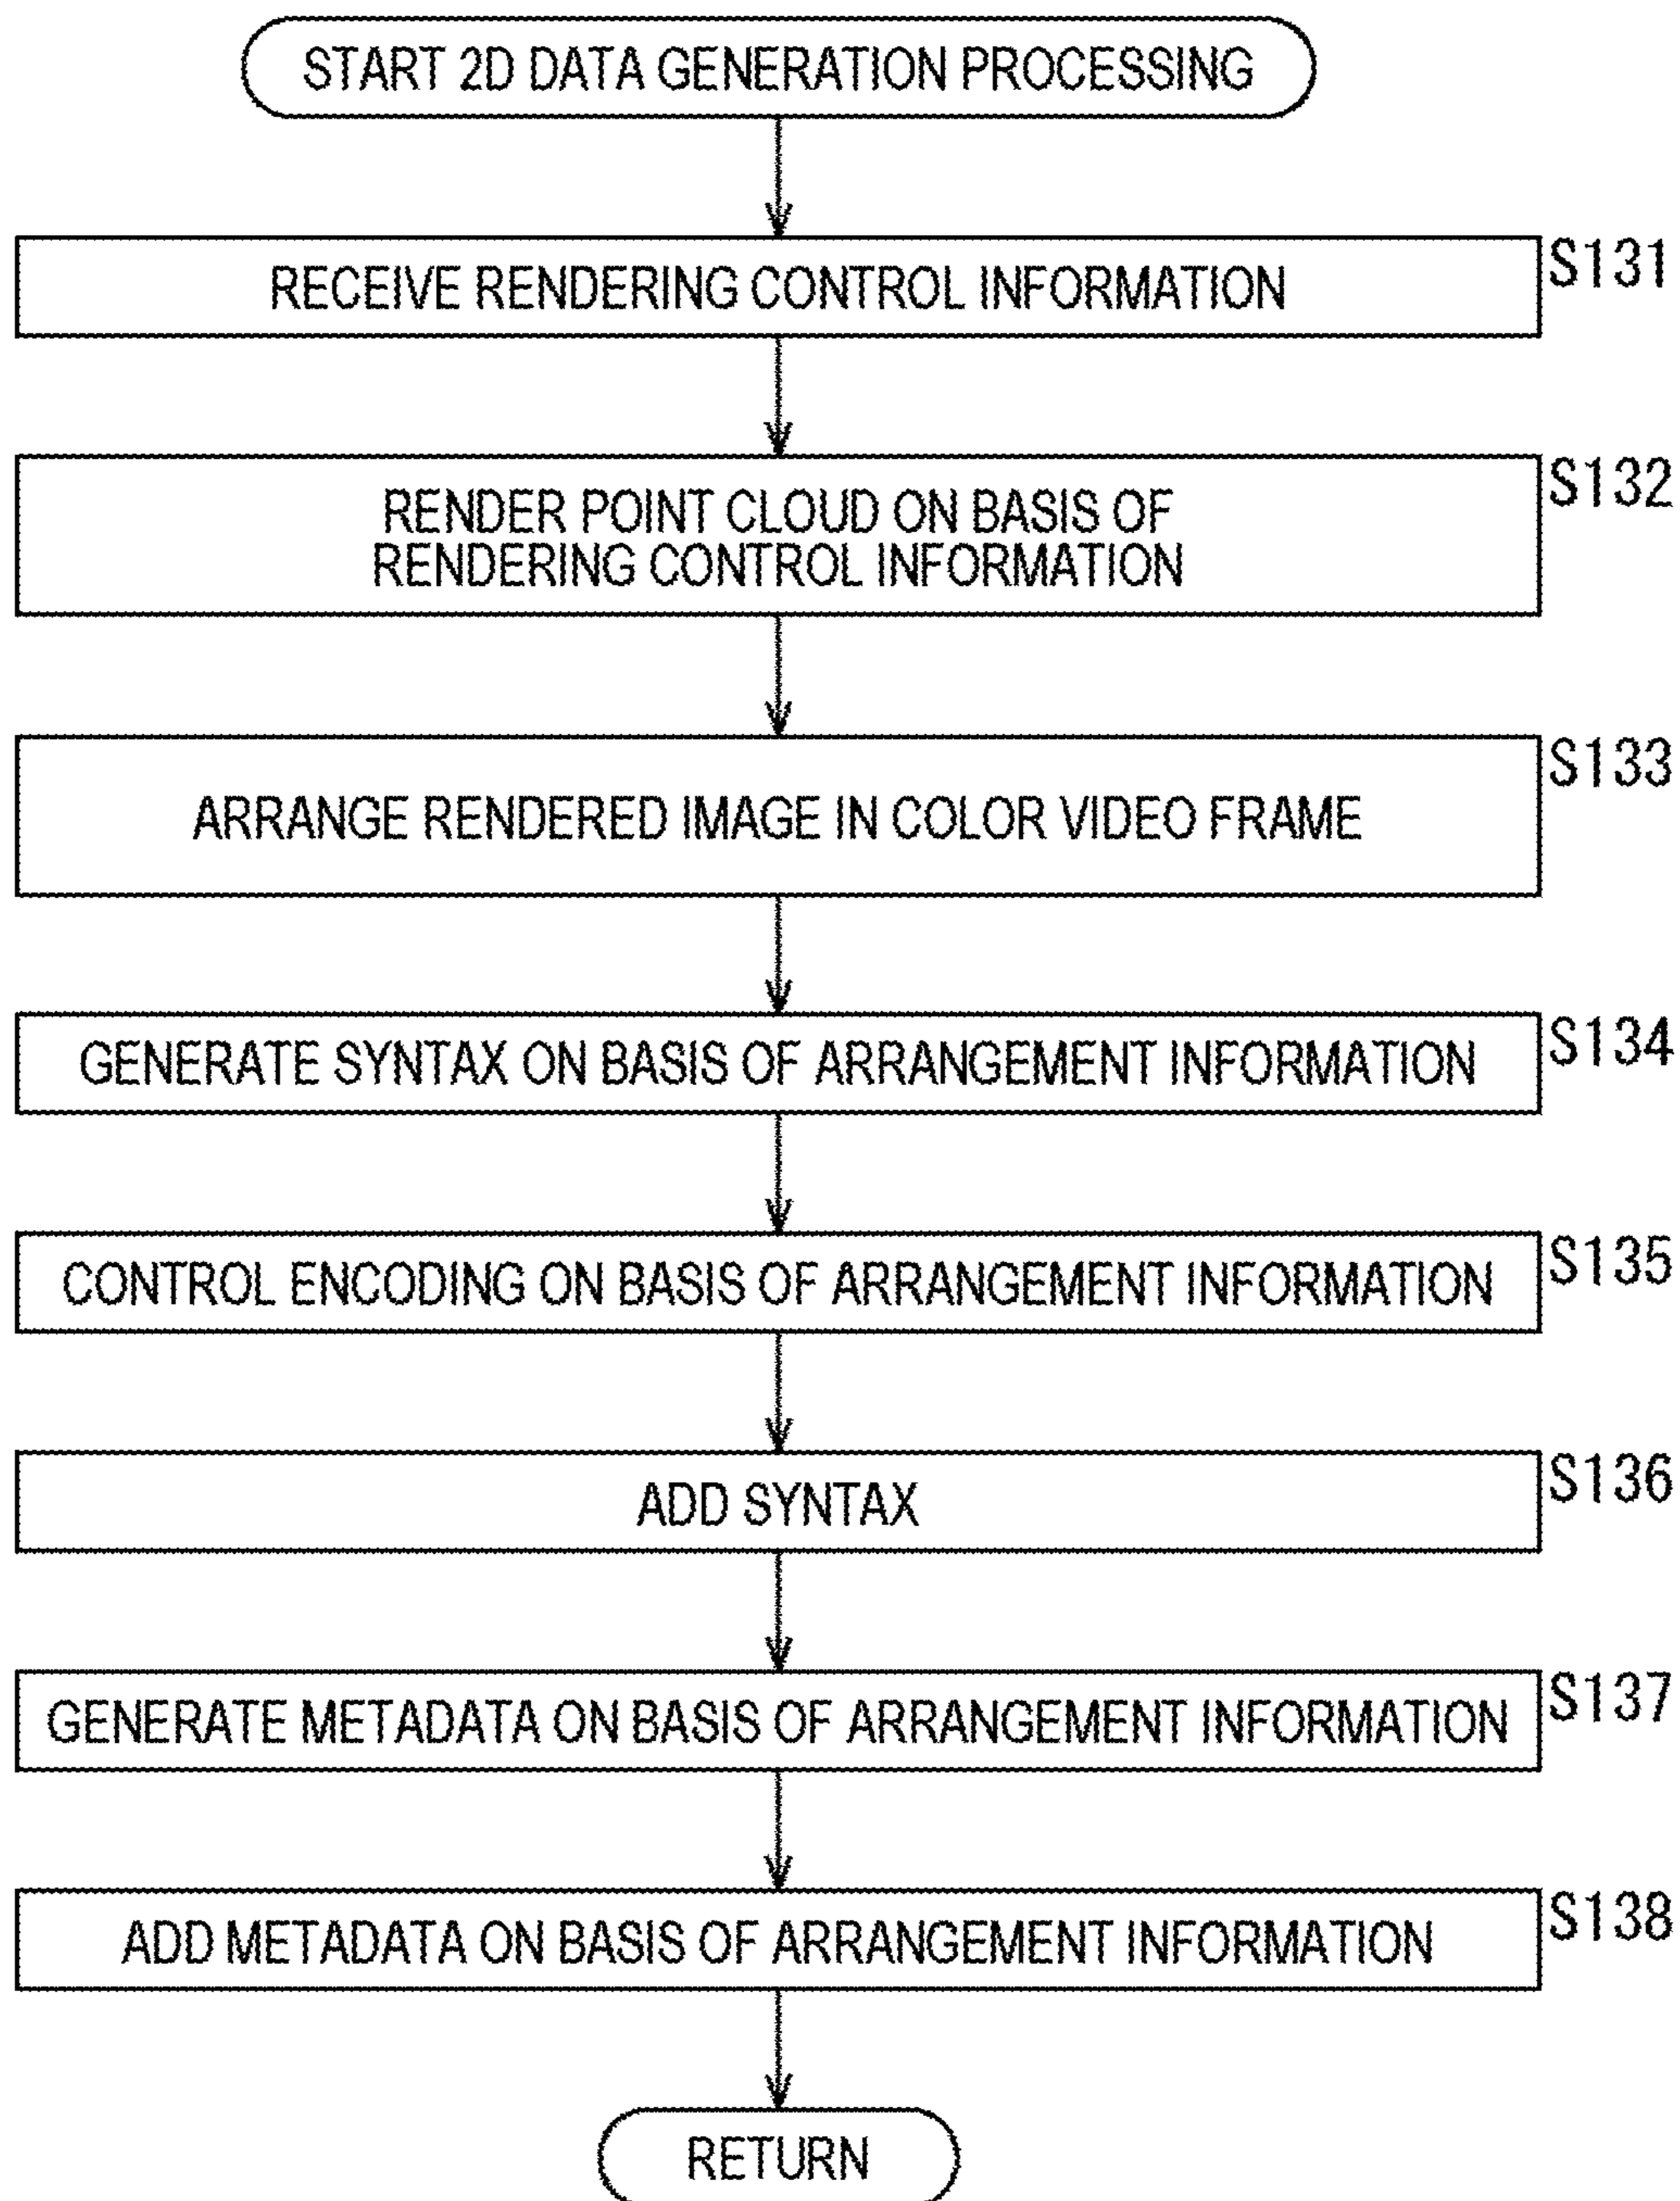 START 2D DATA GENERATION PROCESSING
RECEIVE RENDERING CONTROL INFORMATION
S131
RENDER POINT CLOUD ON BASIS OF
RENDERING CONTROL INFORMATION
S132
ARRANGE RENDERED IMAGE IN COLOR VIDEO FRAME
S133
GENERATE SYNTAX ON BASIS OF ARRANGEMENT INFORMATION
S134
CONTROL ENCODING ON BASIS OF ARRANGEMENT INFORMATION
S135
ADD SYNTAX
S136
GENERATE METADATA ON BASIS OF ARRANGEMENT INFORMATION
S137
ADD METADATA ON BASIS OF ARRANGEMENT INFORMATION
S138
RETURN